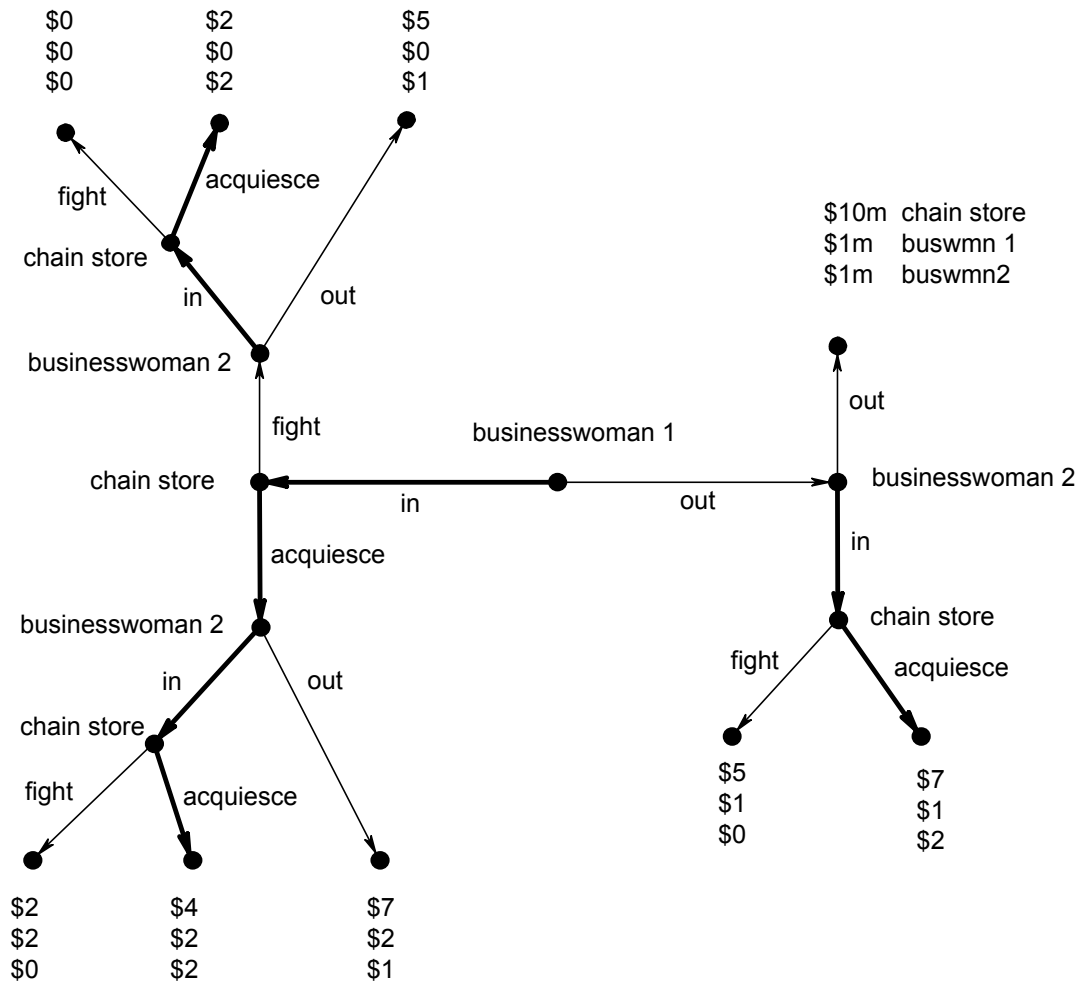 $0 $2 $5
$0 $0 $0
$0 $2 $1
acquiesce
fight
$10m chain store
$1m buswmn 1
$1m buswmn2
chain store
in
out
businesswoman 2
out
fight
businesswoman 1
chain store
businesswoman 2
in
out
acquiesce
in
businesswoman 2
chain store
fight
acquiesce
in
out
chain store
fight
acquiesce
$5 $7
$1 $1
$0 $2
$2 $4 $7
$2 $2 $2
$0 $2 $1